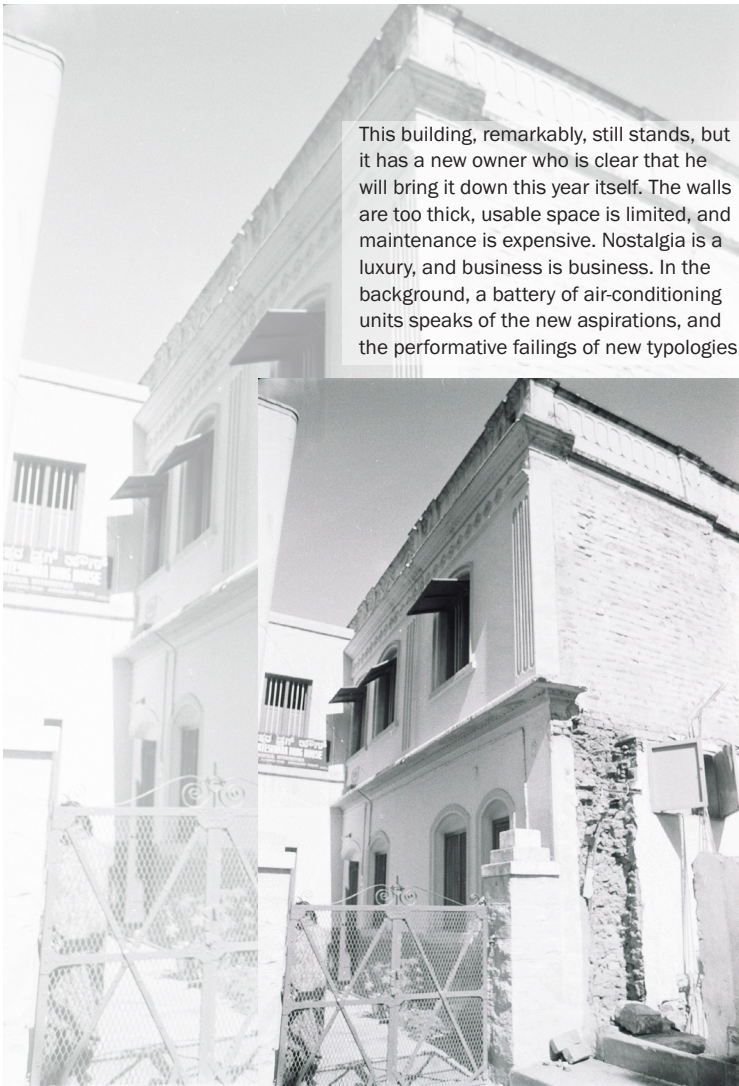 This building, remarkably, still stands, but
it has a new owner who is clear that he
will bring it down this year itself. The walls
are too thick, usable space is limited, and
maintenance is expensive. Nostalgia is a
luxury, and business is business. In the
background, a battery of air-conditioning
units speaks of the new aspirations, and
the performative failings of new typologies
ಡ್ರಗ್ ಹೌಸ್
DRUG HOUSE